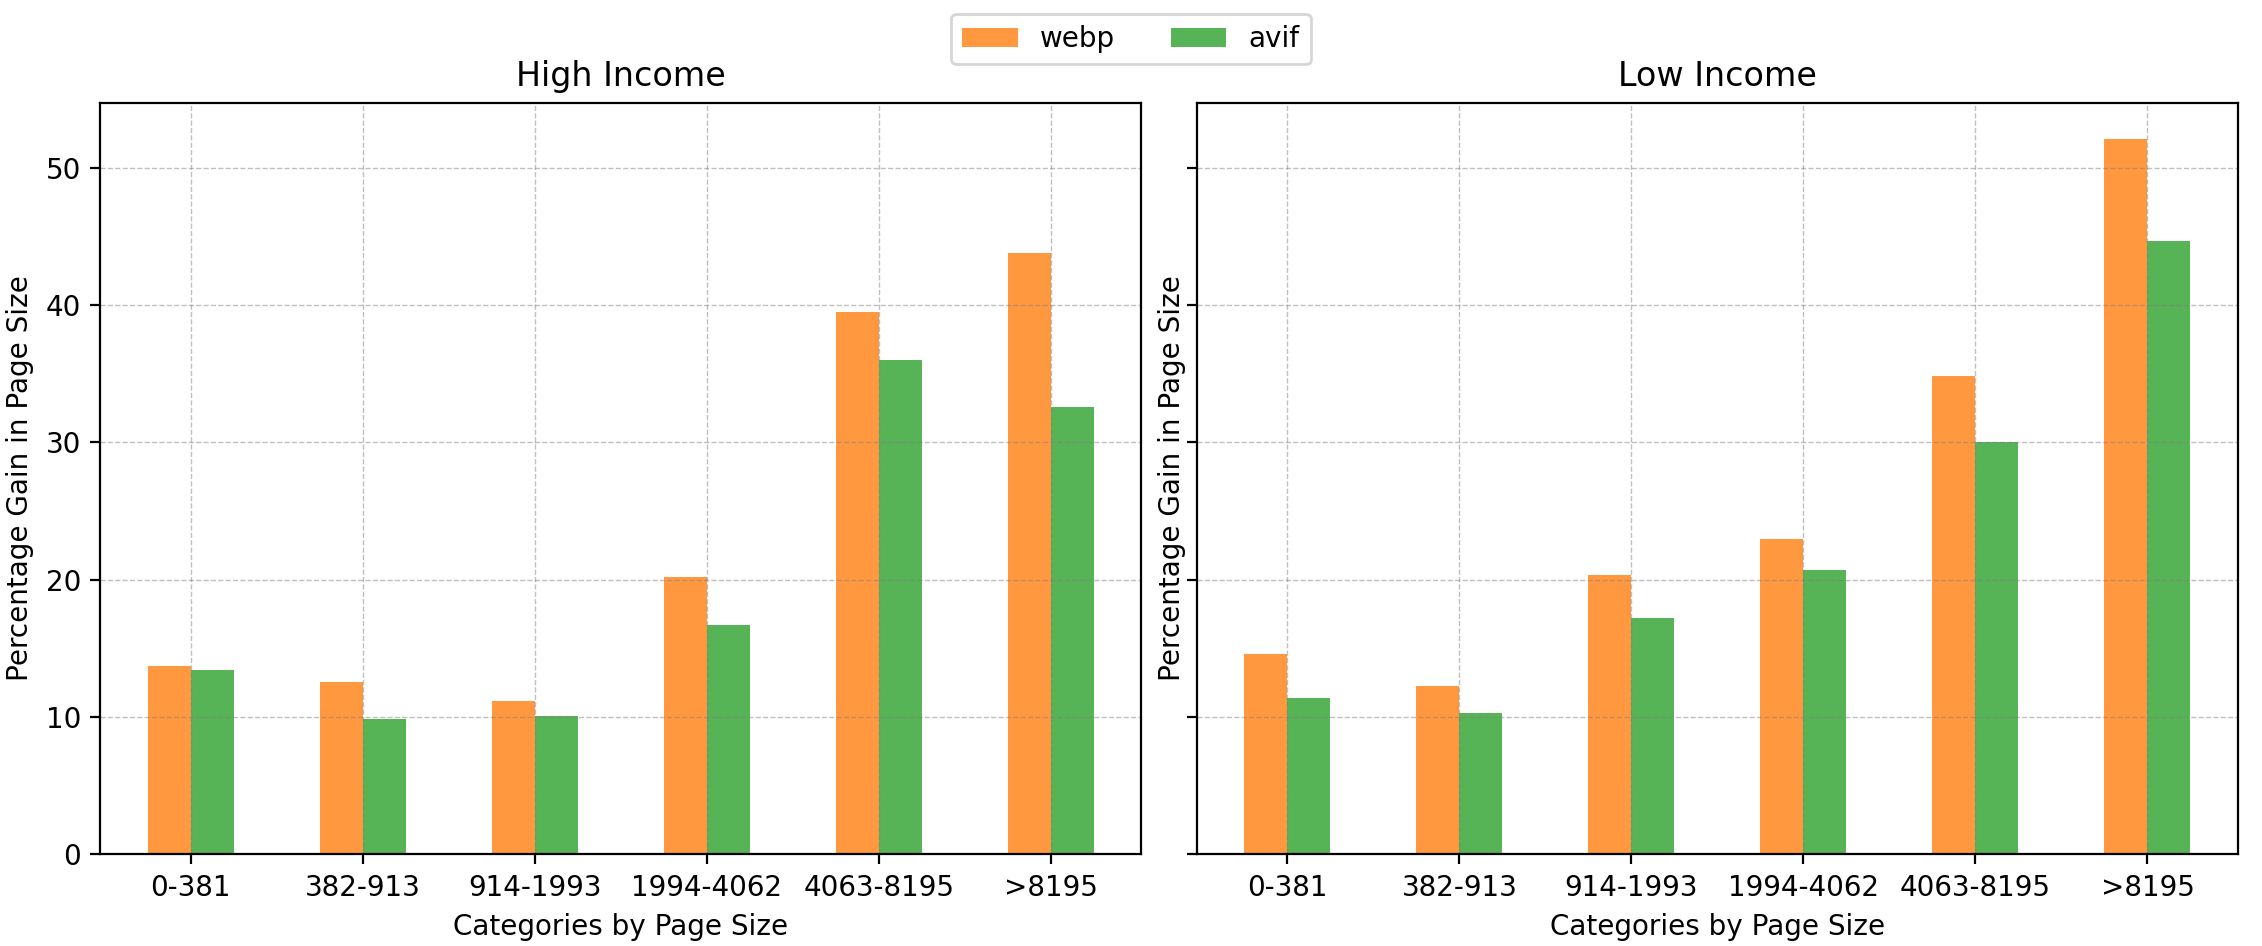 webp avif
High Income
Low Income
Percentage Gain in Page Size
50
40
30
20
10
0
0-381 382-913 914-1993 1994-4062 4063-8195 >8195
Categories by Page Size
Percentage Gain in Page Size
0-381 382-913 914-1993 1994-4062 4063-8195 >8195
Categories by Page Size